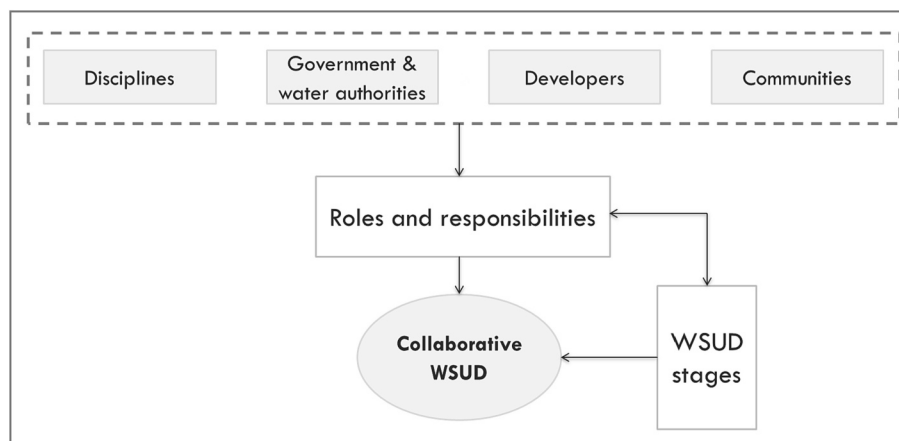 Disciplines
Government &
water authorities
Developers
Communities
Roles and responsibilities
Collaborative
WSUD
WSUD
stages